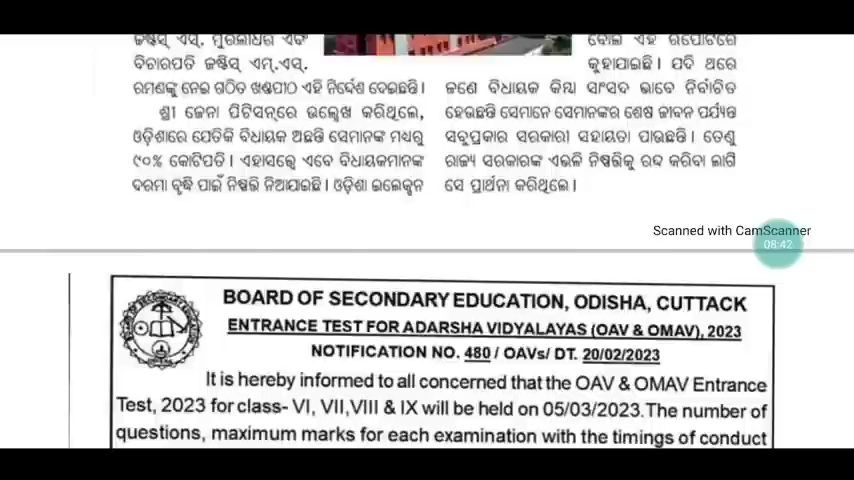 ଜଷ୍ଟିସ୍ ଏସ୍. ମୁରଲୀଧର ଏବଂ
ବିଚାରପତି ଜଷ୍ଟିସ୍ ଏମ୍.ଏସ୍.
ରମଣଙ୍କୁ ନେଇ ଗଠିତ ଖଣ୍ଡପୀଠ ଏହି ନିର୍ଦ୍ଦେଶ ଦେଇଛନ୍ତି ।
ଶ୍ରୀ ଜେନା ପିଟିସନ୍‌ରେ ଉଲ୍ଲେଖ କରିଥିଲେ,
ଓଡ଼ିଶାରେ ଯେତିକି ବିଧାୟକ ଅଛନ୍ତି ସେମାନଙ୍କ ମଧ୍ୟରୁ
୯୦% କୋଟିପତି । ଏହାସତ୍ତ୍ୱେ ଏବେ ବିଧାୟକମାନଙ୍କ
ଦରମା ବୃଦ୍ଧି ପାଇଁ ନିଷ୍ପତ୍ତି ନିଆଯାଇଛି । ଓଡ଼ିଶା ଇଲେକ୍ସନ
ବୋଲି ଏହି ରିପୋର୍ଟରେ
କୁହାଯାଇଛି । ଯଦି ଥରେ
ଜଣେ ବିଧାୟକ କିମ୍ବା ସାଂସଦ ଭାବେ ନିର୍ବାଚିତ
ହେଉଛନ୍ତି ସେମାନେ ସେମାନଙ୍କର ଶେଷ ଜୀବନ ପର୍ଯ୍ୟନ୍ତ
ସବୁପ୍ରକାର ସରକାରୀ ସହାୟତା ପାଉଛନ୍ତି । ତେଣୁ
ରାଜ୍ୟ ସରକାରଙ୍କ ଏଭଳି ନିଷ୍ପତ୍ତିକୁ ରଦ୍ଦ କରିବା ଲାଗି
ସେ ପ୍ରାର୍ଥନା କରିଥିଲେ ।
Scanned with CamScanner
08:42
BOARD OF SECONDARY EDUCATION, ODISHA, CUTTACK
ENTRANCE TEST FOR ADARSHA VIDYALAYAS (OAV & OMAV), 2023
NOTIFICATION NO. 480 / OAVs/ DT. 20/02/2023
It is hereby informed to all concerned that the OAV & OMAV Entrance
Test, 2023 for class- VI, VII,VIII & IX will be held on 05/03/2023.The number of
questions, maximum marks for each examination with the timings of conduct